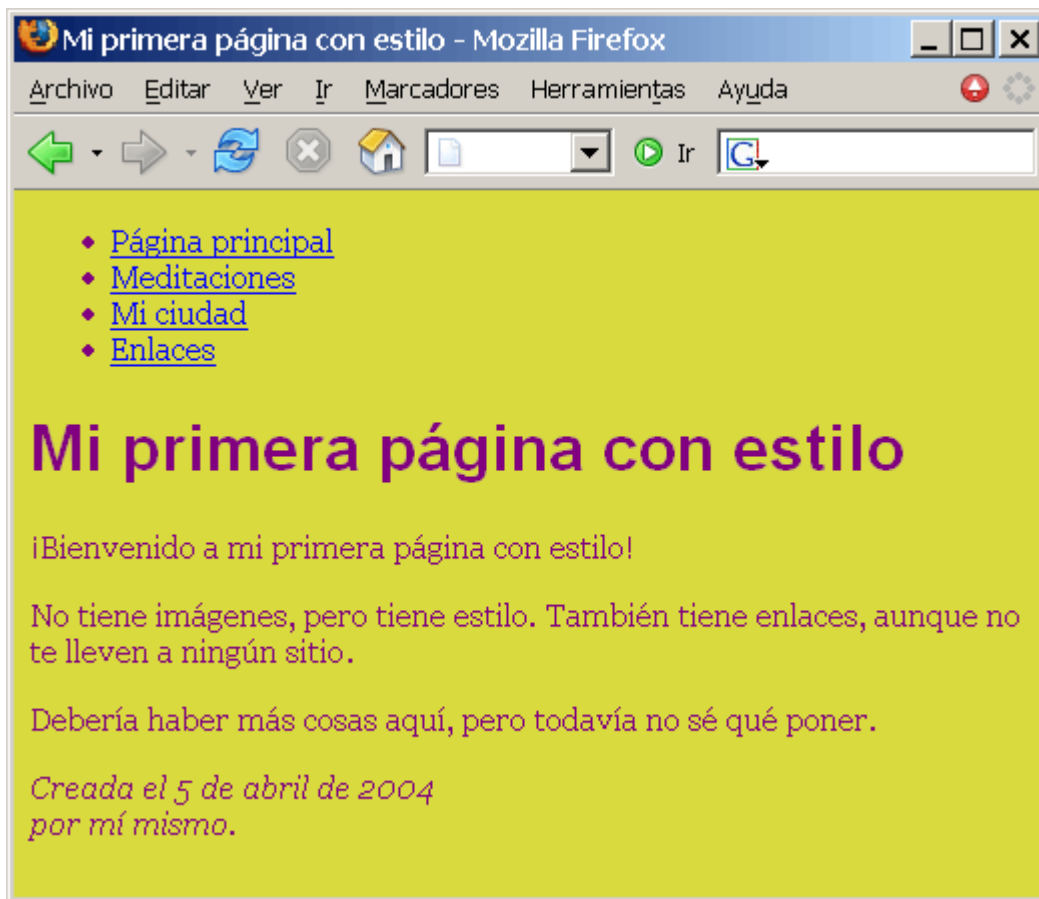 Mi primera página con estilo - Mozilla Firefox
Archivo Editar Ver Ir Marcadores Herramientas Ayuda
Ir G
Página principal
Meditaciones
Mi ciudad
Enlaces
Mi primera página con estilo
¡Bienvenido a mi primera página con estilo!
No tiene imágenes, pero tiene estilo. También tiene enlaces, aunque no
te lleven a ningún sitio.
Debería haber más cosas aquí, pero todavía no sé qué poner.
Creada el 5 de abril de 2004
por mí mismo.